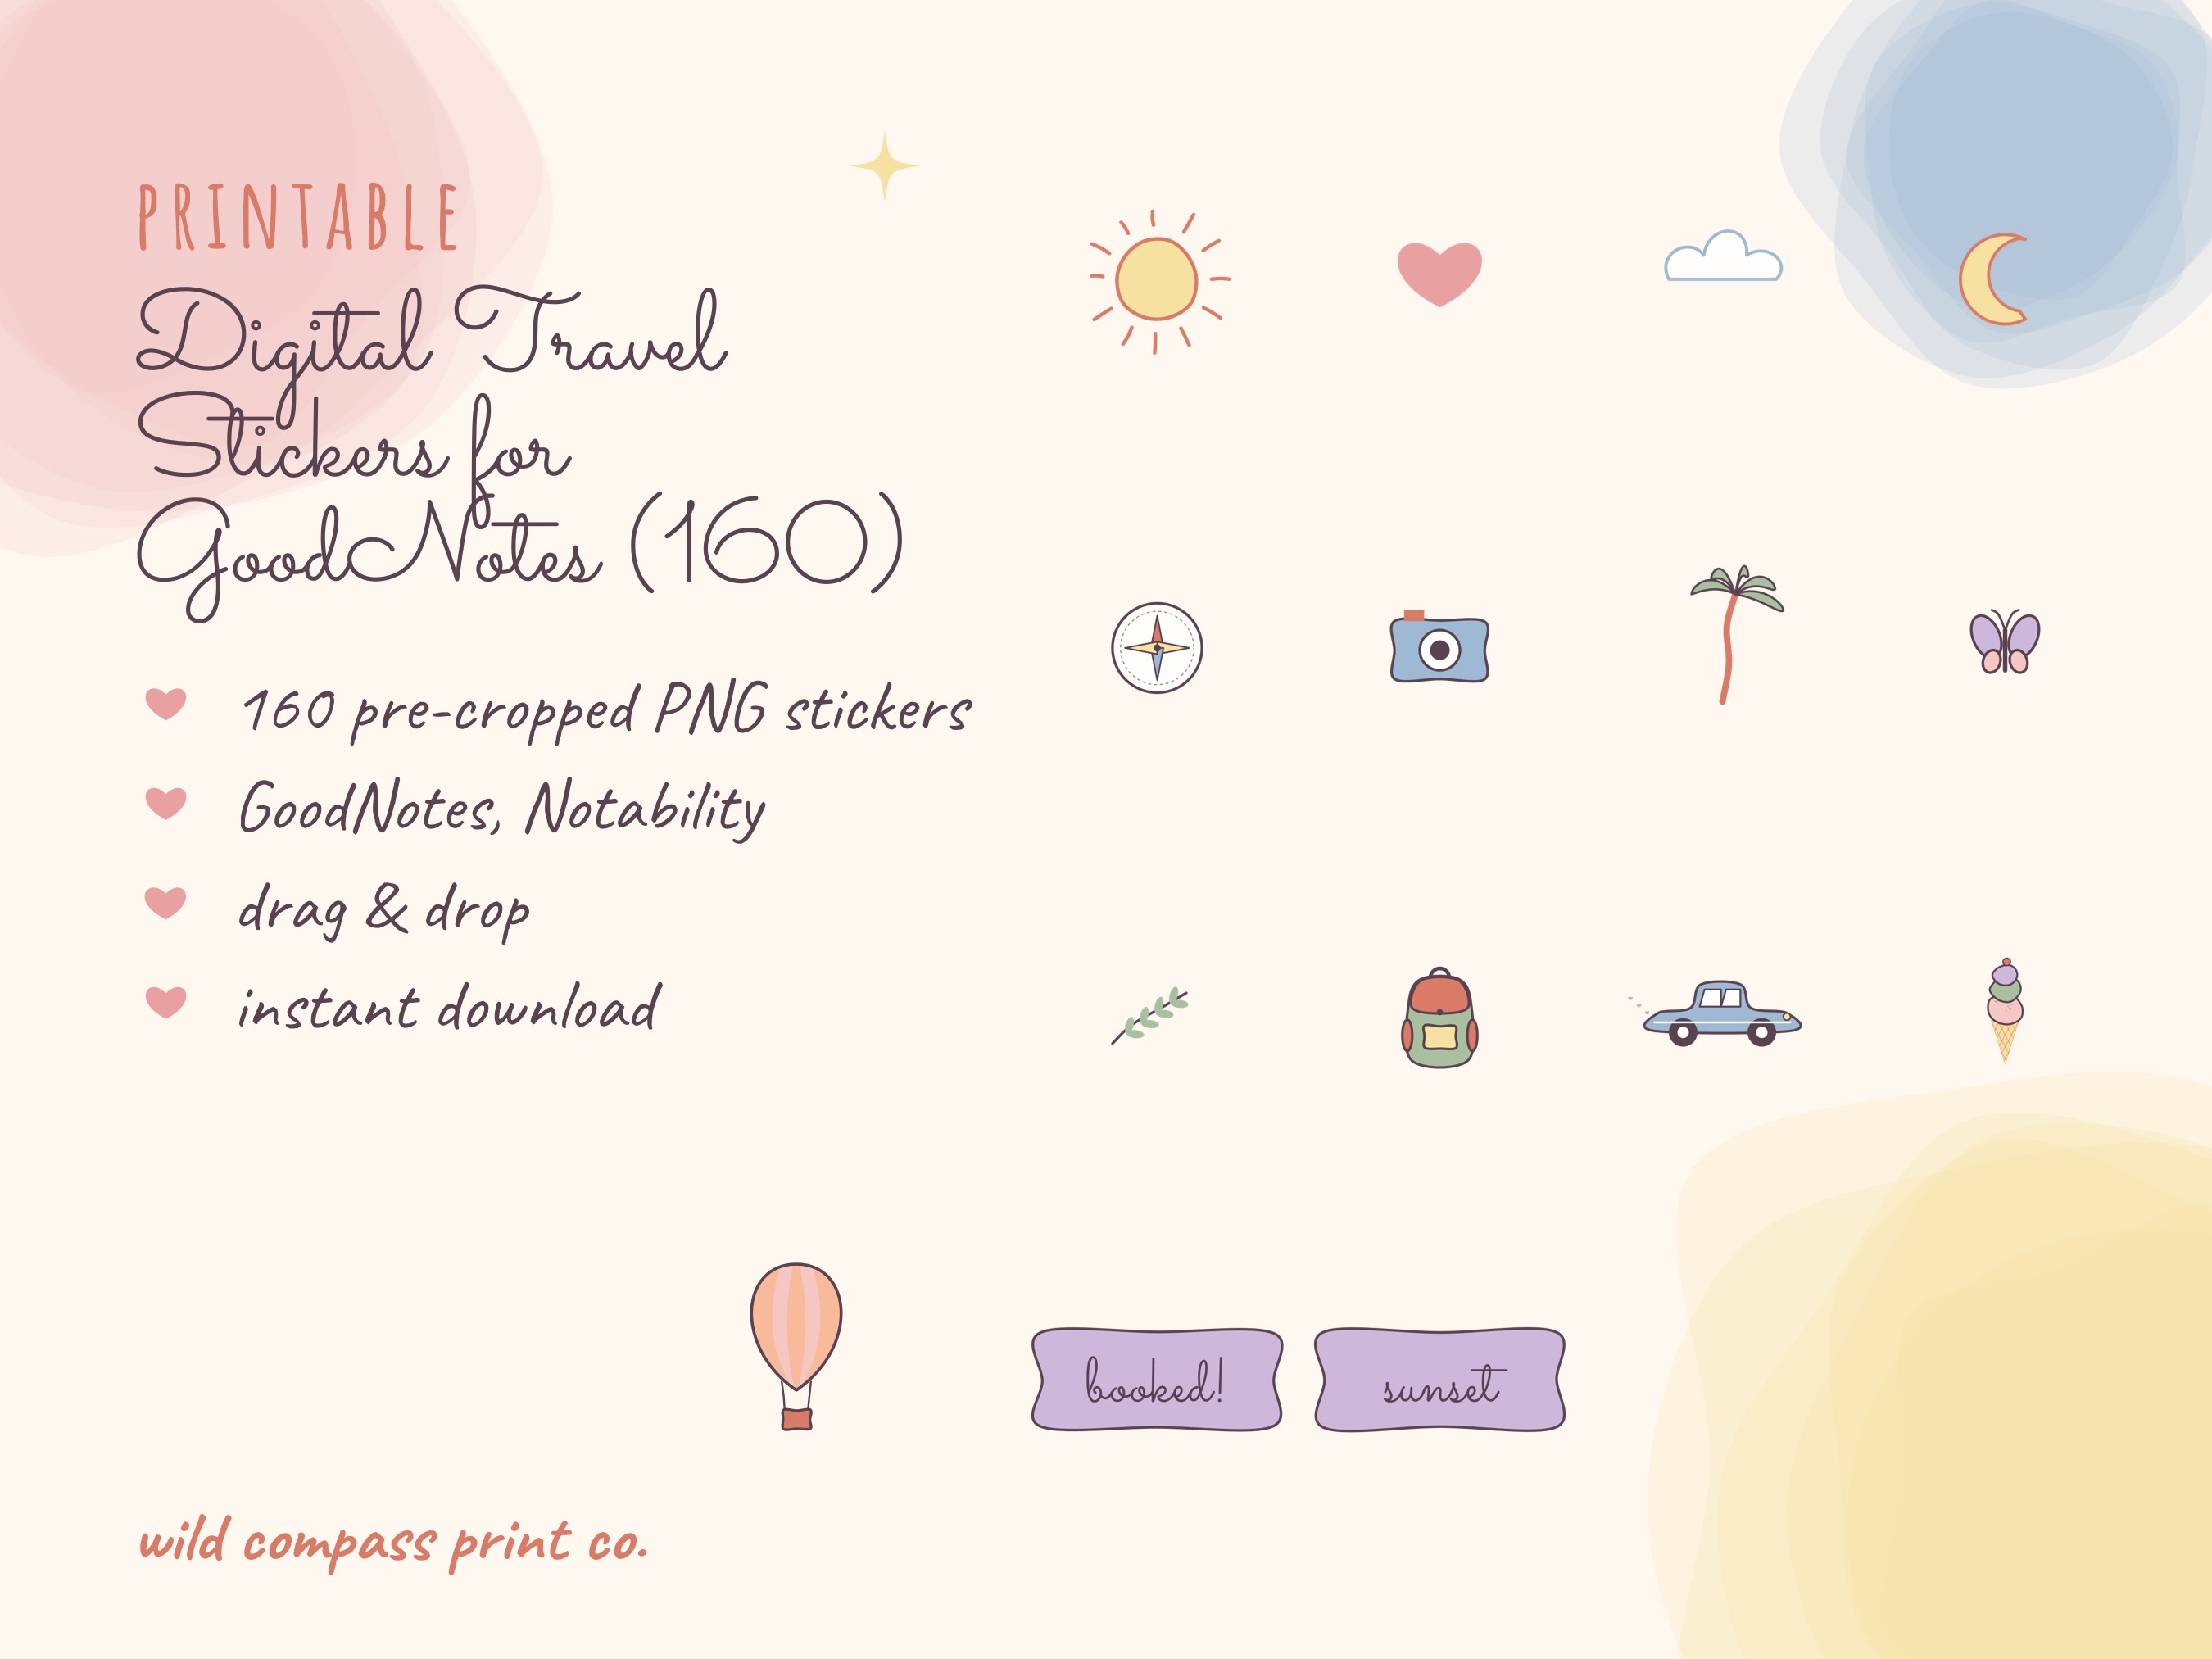 PRINTABLE
Digital Travel
Stickers for
GoodNotes (160)
160 pre-cropped PNG stickers
GoodNotes, Notability
drag & drop
instant download
booked!
sunset
wild compass print co.